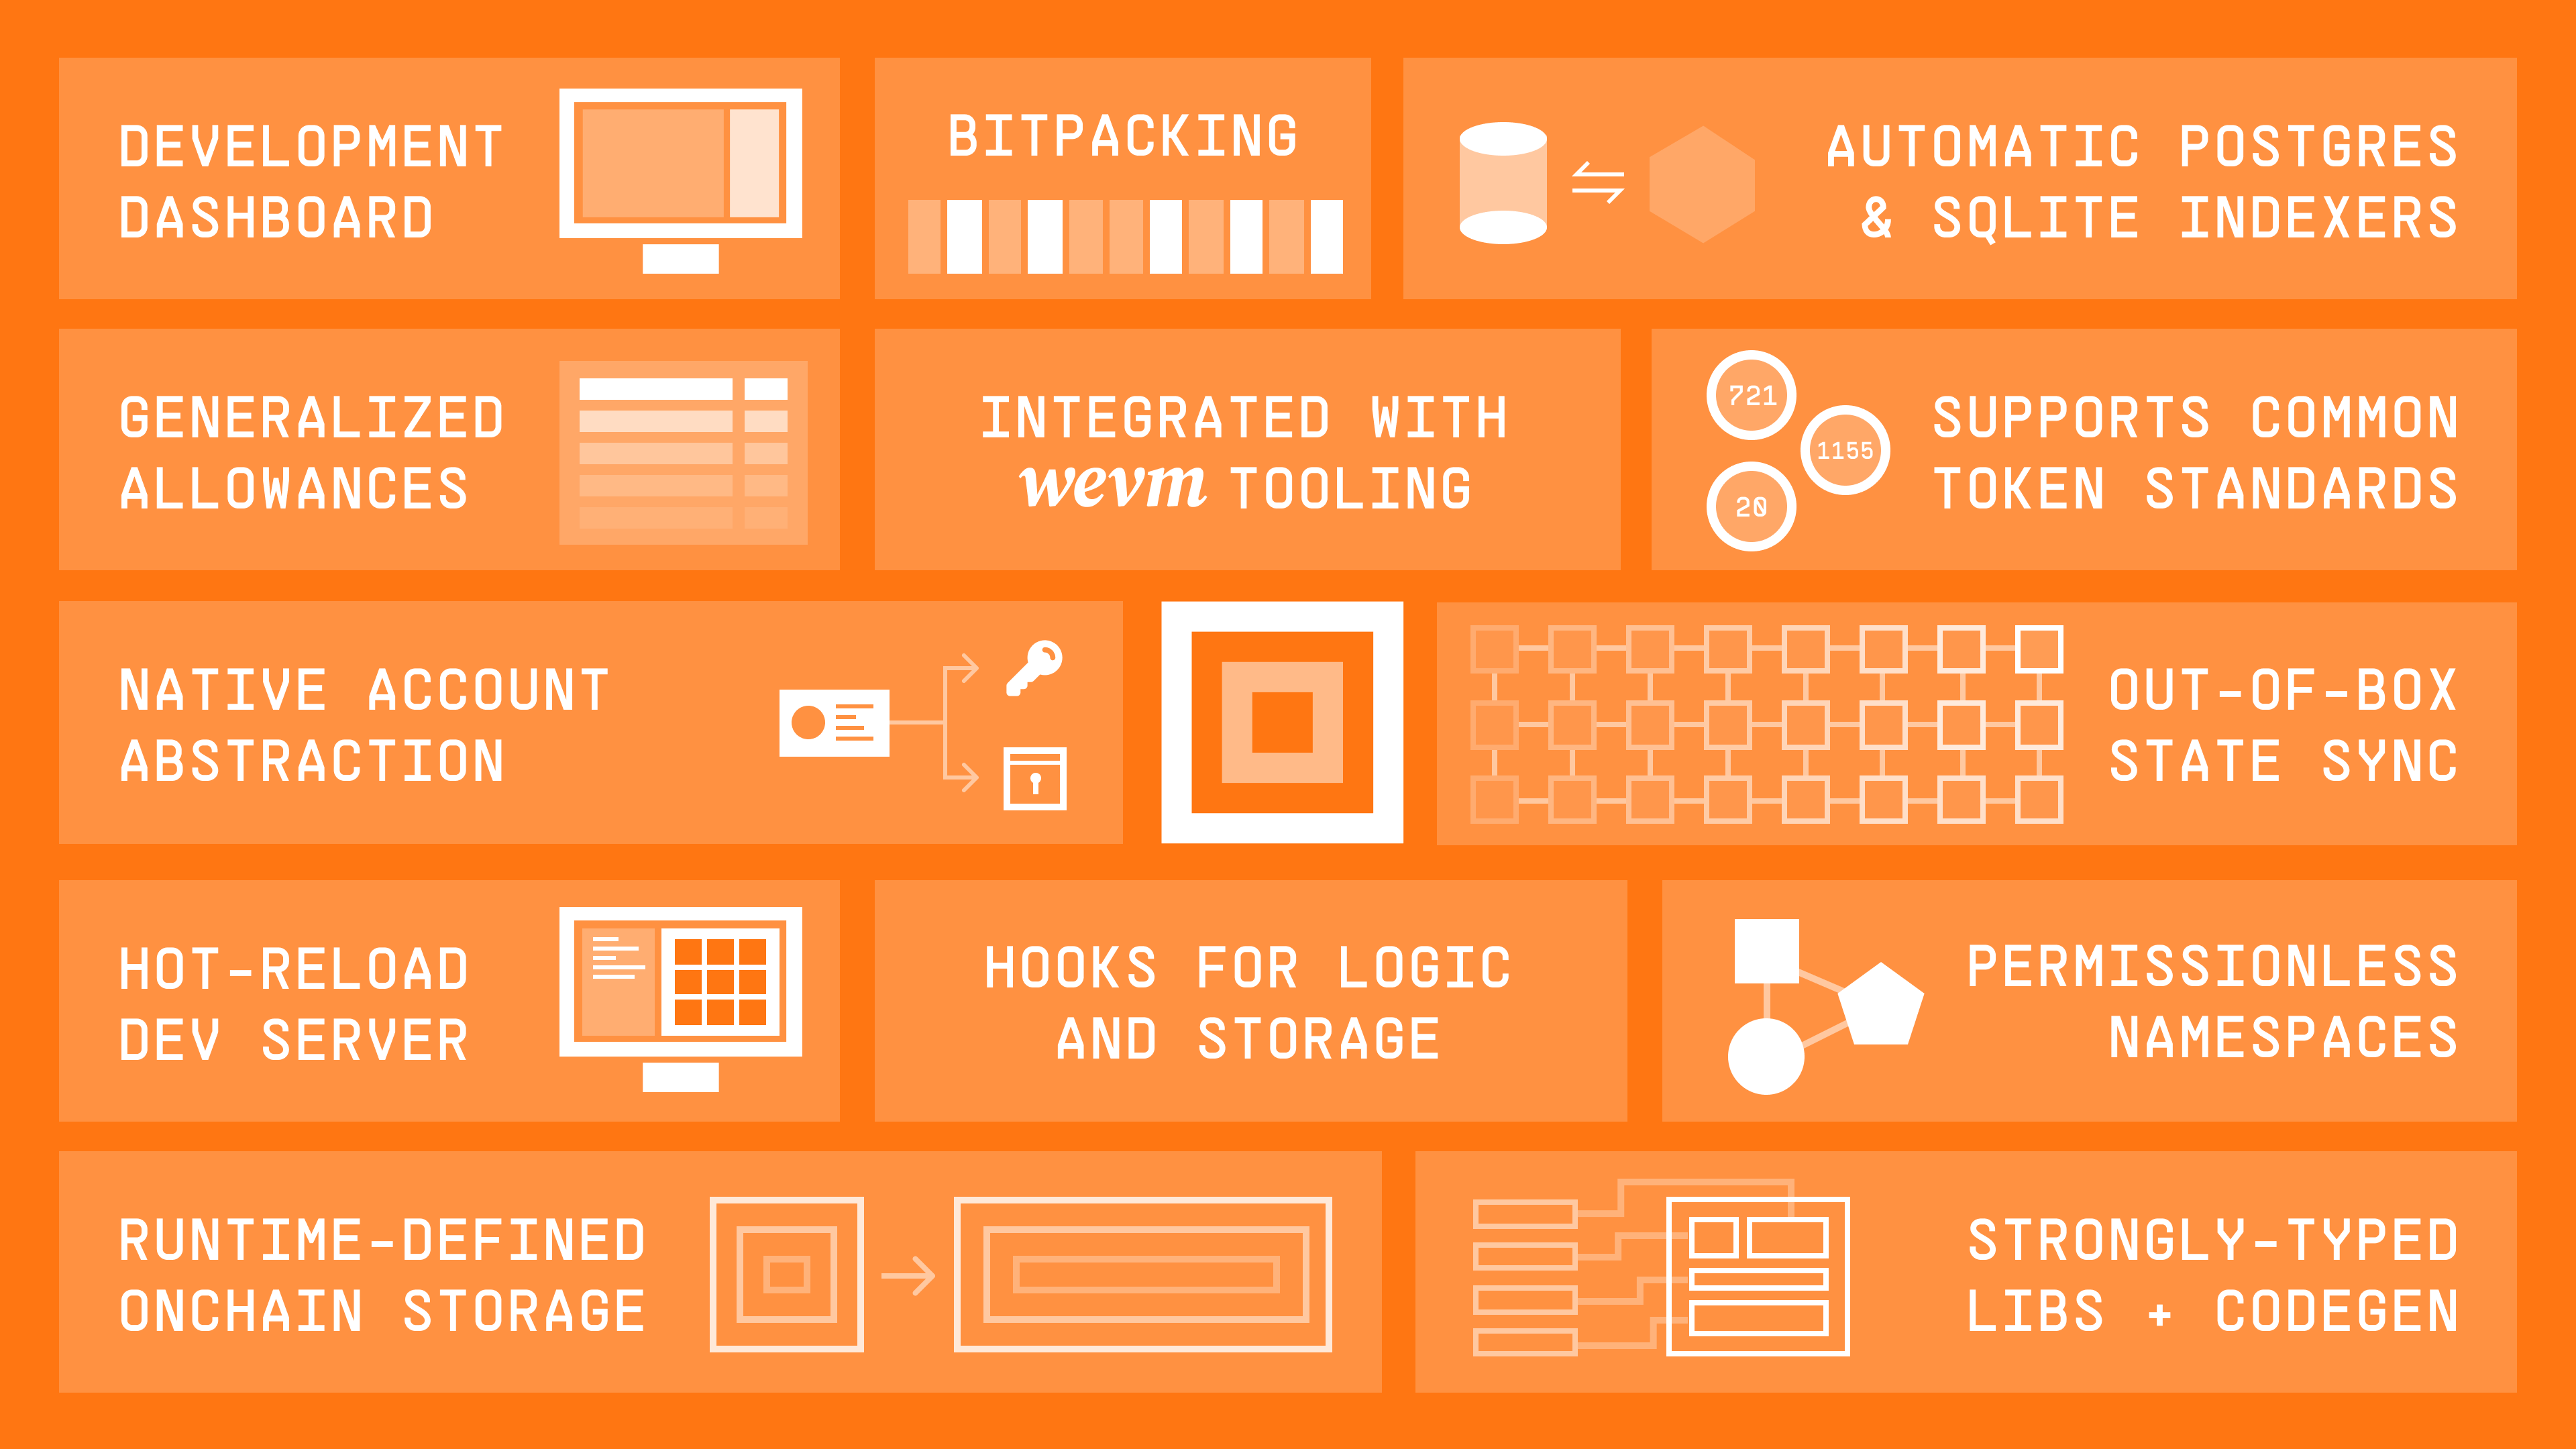 DEVELOPMENT
DASHBOARD
BITPACKING
AUTOMATIC POSTGRES
& SQLITE INDEXERS
GENERALIZED
ALLOWANCES
INTEGRATED WITH
wevm TOOLING
721
1155
20
SUPPORTS COMMON
TOKEN STANDARDS
NATIVE ACCOUNT
ABSTRACTION
OUT-OF-BOX
STATE SYNC
HOT-RELOAD
DEV SERVER
HOOKS FOR LOGIC
AND STORAGE
PERMISSIONLESS
NAMESPACES
RUNTIME-DEFINED
ONCHAIN STORAGE
STRONGLY-TYPED
LIBS + CODEGEN